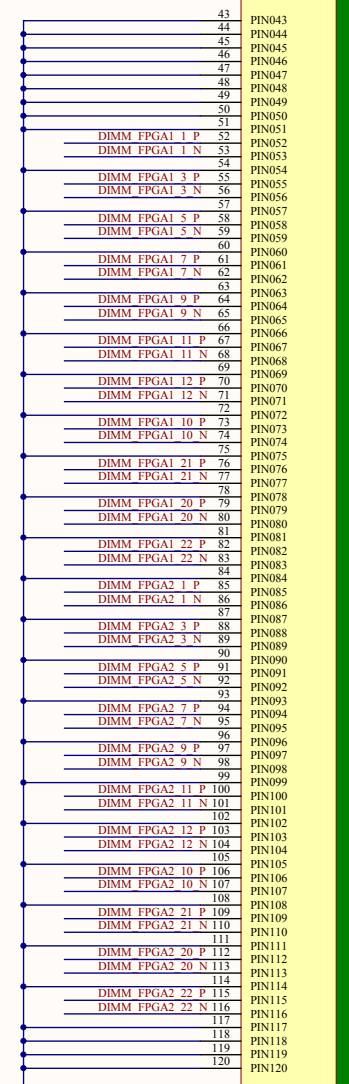 43 PIN043
44 PIN044
45 PIN045
46 PIN046
47 PIN047
48 PIN048
49 PIN049
50 PIN050
51 PIN051
DIMM_FPGA1_1_P 52 PIN052
DIMM_FPGA1_1_N 53 PIN053
54 PIN054
DIMM_FPGA1_3_P 55 PIN055
DIMM_FPGA1_3_N 56 PIN056
57 PIN057
DIMM_FPGA1_5_P 58 PIN058
DIMM_FPGA1_5_N 59 PIN059
60 PIN060
DIMM_FPGA1_7_P 61 PIN061
DIMM_FPGA1_7_N 62 PIN062
63 PIN063
DIMM_FPGA1_9_P 64 PIN064
DIMM_FPGA1_9_N 65 PIN065
66 PIN066
DIMM_FPGA1_11_P 67 PIN067
DIMM_FPGA1_11_N 68 PIN068
69 PIN069
DIMM_FPGA1_12_P 70 PIN070
DIMM_FPGA1_12_N 71 PIN071
72 PIN072
DIMM_FPGA1_10_P 73 PIN073
DIMM_FPGA1_10_N 74 PIN074
75 PIN075
DIMM_FPGA1_21_P 76 PIN076
DIMM_FPGA1_21_N 77 PIN077
78 PIN078
DIMM_FPGA1_20_P 79 PIN079
DIMM_FPGA1_20_N 80 PIN080
81 PIN081
DIMM_FPGA1_22_P 82 PIN082
DIMM_FPGA1_22_N 83 PIN083
84 PIN084
DIMM_FPGA2_1_P 85 PIN085
DIMM_FPGA2_1_N 86 PIN086
87 PIN087
DIMM_FPGA2_3_P 88 PIN088
DIMM_FPGA2_3_N 89 PIN089
90 PIN090
DIMM_FPGA2_5_P 91 PIN091
DIMM_FPGA2_5_N 92 PIN092
93 PIN093
DIMM_FPGA2_7_P 94 PIN094
DIMM_FPGA2_7_N 95 PIN095
96 PIN096
DIMM_FPGA2_9_P 97 PIN097
DIMM_FPGA2_9_N 98 PIN098
99 PIN099
DIMM_FPGA2_11_P 100 PIN100
DIMM_FPGA2_11_N 101 PIN101
102 PIN102
DIMM_FPGA2_12_P 103 PIN103
DIMM_FPGA2_12_N 104 PIN104
105 PIN105
DIMM_FPGA2_10_P 106 PIN106
DIMM_FPGA2_10_N 107 PIN107
108 PIN108
DIMM_FPGA2_21_P 109 PIN109
DIMM_FPGA2_21_N 110 PIN110
111 PIN111
DIMM_FPGA2_20_P 112 PIN112
DIMM_FPGA2_20_N 113 PIN113
114 PIN114
DIMM_FPGA2_22_P 115 PIN115
DIMM_FPGA2_22_N 116 PIN116
117 PIN117
118 PIN118
119 PIN119
120 PIN120